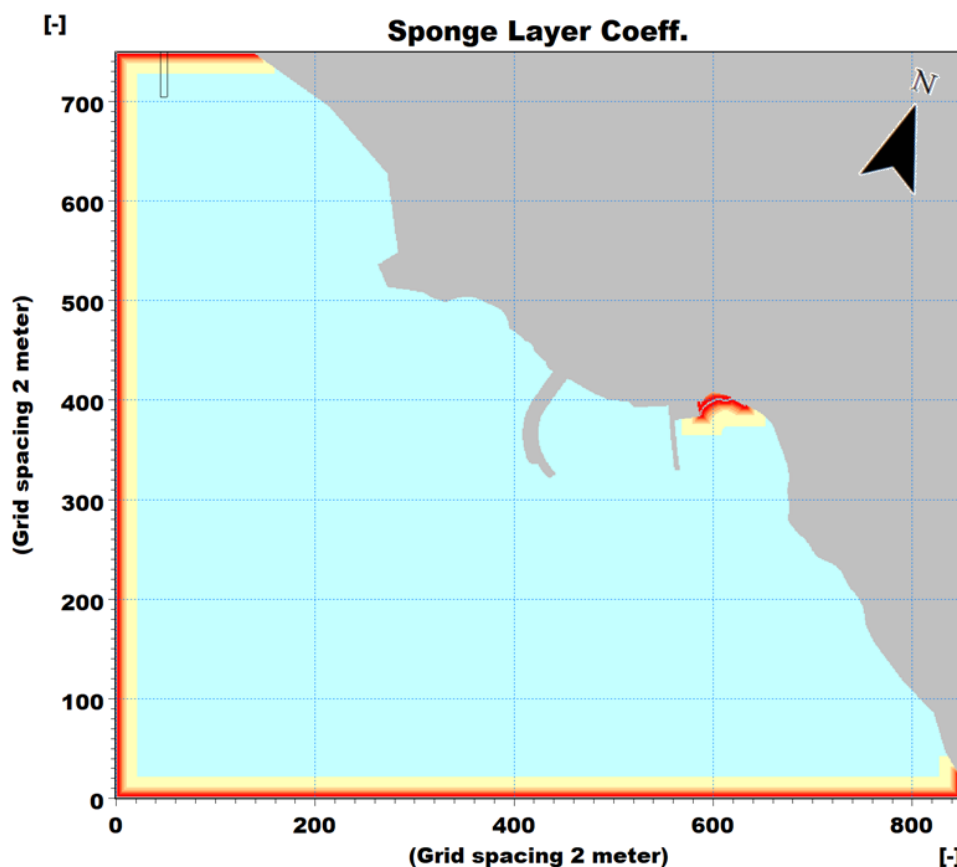 [-]
Sponge Layer Coeff.
N
700
600
500
400
300
200
100
0
(Grid spacing 2 meter)
0 200 400 600 800
(Grid spacing 2 meter)
[-]